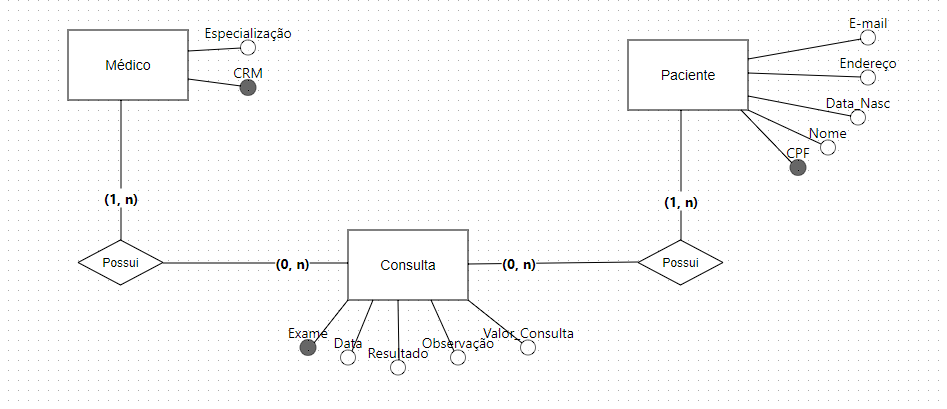 Médico
Especialização
CRM
Paciente
E-mail
Endereço
Data_Nasc
Nome
CPF
(1, n)
(1, n)
Possui
(0, n)
Consulta
(0, n)
Possui
Exame
Data
Resultado
Observação
Valor_Consulta